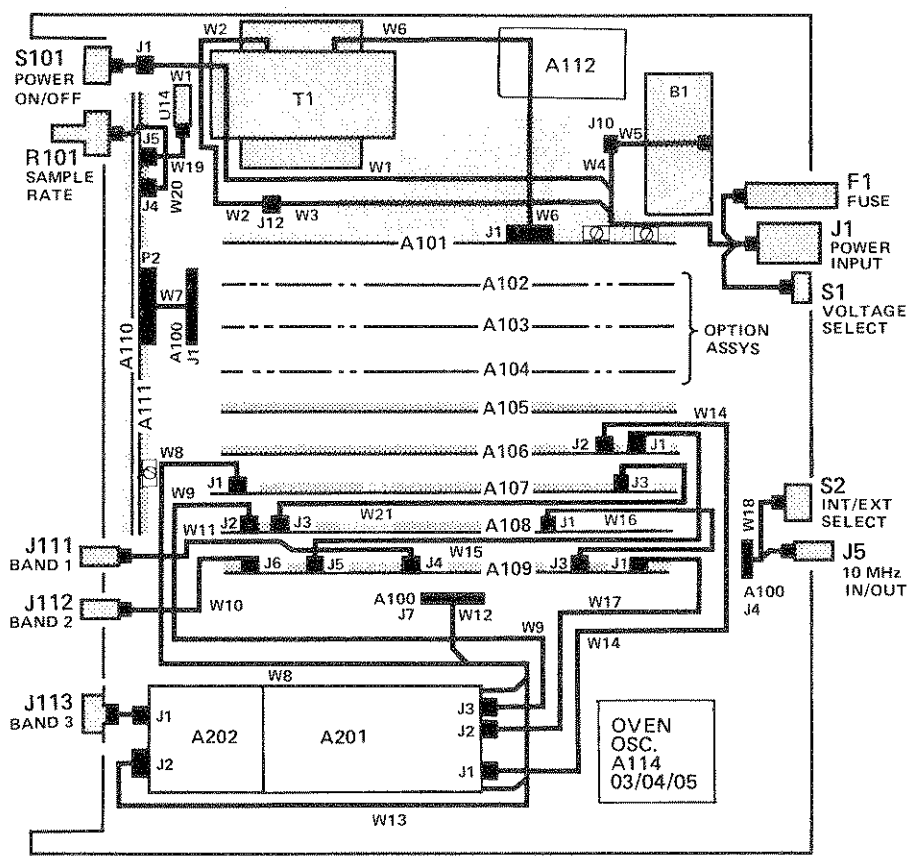 W2
W6
J1
S101
POWER
ON/OFF
W1
U14
T1
A112
B1
J10
W5
J5
R101
SAMPLE
RATE
W19
W4
W1
J4
W20
F1
FUSE
W2
J12
W3
W6
J1
A101
J1
POWER
INPUT
P2
A102
S1
VOLTAGE
SELECT
W7
A100
J1
A103
OPTION
ASSYS
A110
A104
A111
A105
W14
J2
J1
A106
W8
J1
J3
A107
W9
S2
INT/EXT
SELECT
J2
J3
W21
A108
J1
W16
W18
W11
J111
BAND 1
W15
J6
J5
J4
A109
J3
J1
J5
10 MHz
IN/OUT
A100
J4
J112
BAND 2
W10
A100
J7
W12
W17
W9
W14
W8
J113
BAND 3
J1
J3
A202
A201
J2
J2
J1
OVEN
OSC.
A114
03/04/05
W13